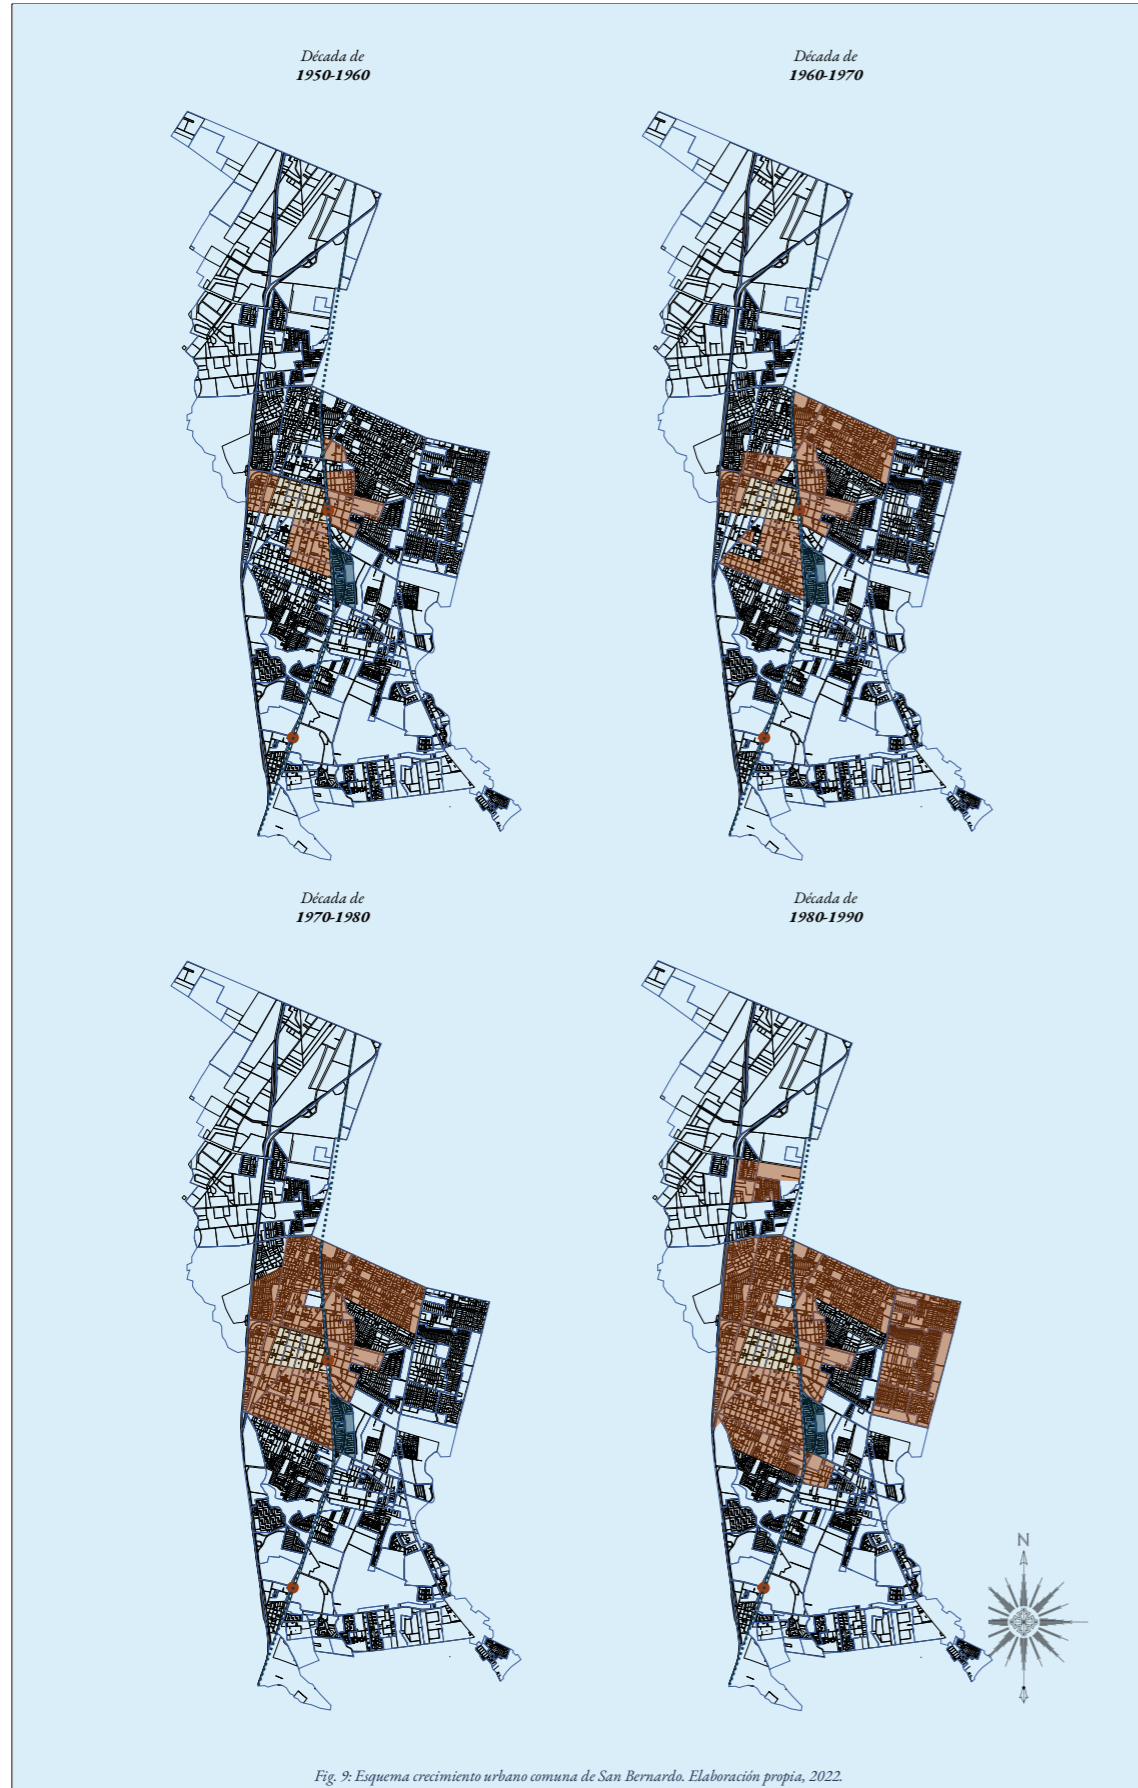 Década de
1950-1960
Década de
1960-1970
Década de
1970-1980
Década de
1980-1990
N
Fig. 9: Esquema crecimiento urbano comuna de San Bernardo. Elaboración propia, 2022.